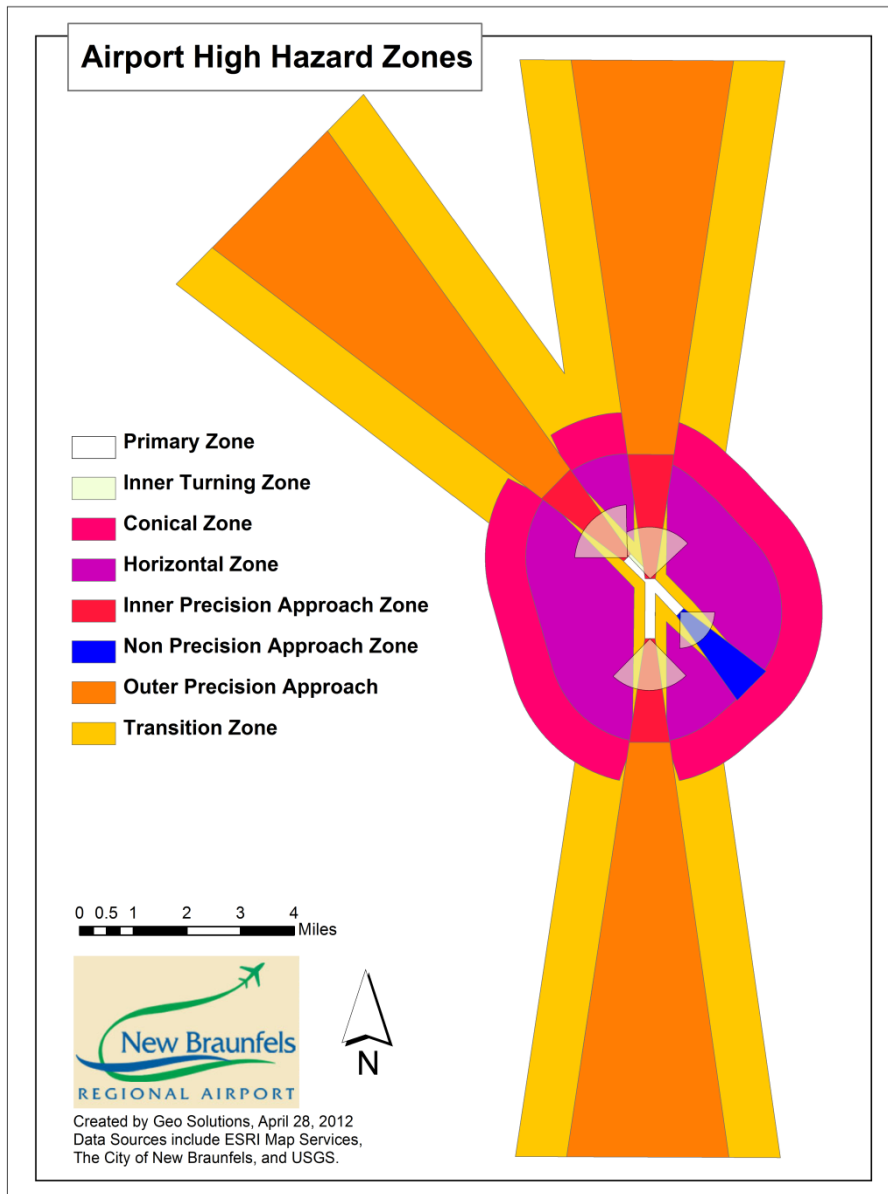 Airport High Hazard Zones
Primary Zone
Inner Turning Zone
Conical Zone
Horizontal Zone
Inner Precision Approach Zone
Non Precision Approach Zone
Outer Precision Approach
Transition Zone
0 0.5 1 2 3 4
Miles
New Braunfels
REGIONAL AIRPORT
N
Created by Geo Solutions, April 28, 2012
Data Sources include ESRI Map Services,
The City of New Braunfels, and USGS.